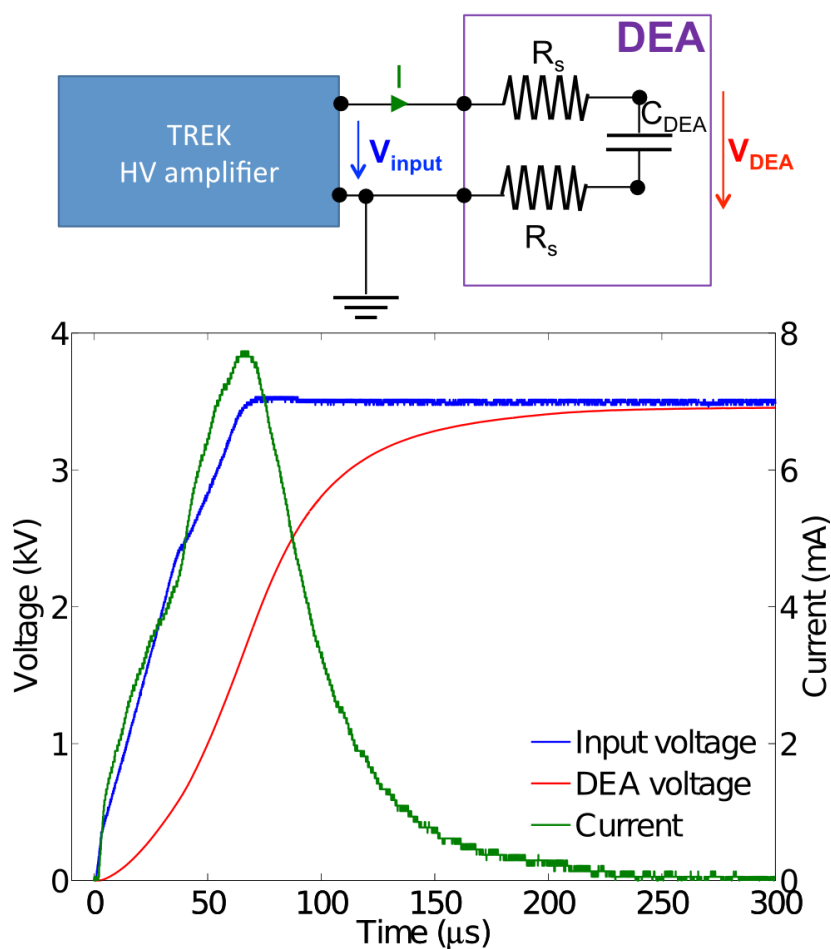 DEA
R_s
I
TREK
HV amplifier
V_input
C_DEA
V_DEA
R_s
4
3
2
1
0
Voltage (kV)
8
6
4
2
0
Current (mA)
Input voltage
DEA voltage
Current
0 50 100 150 200 250 300
Time (μs)